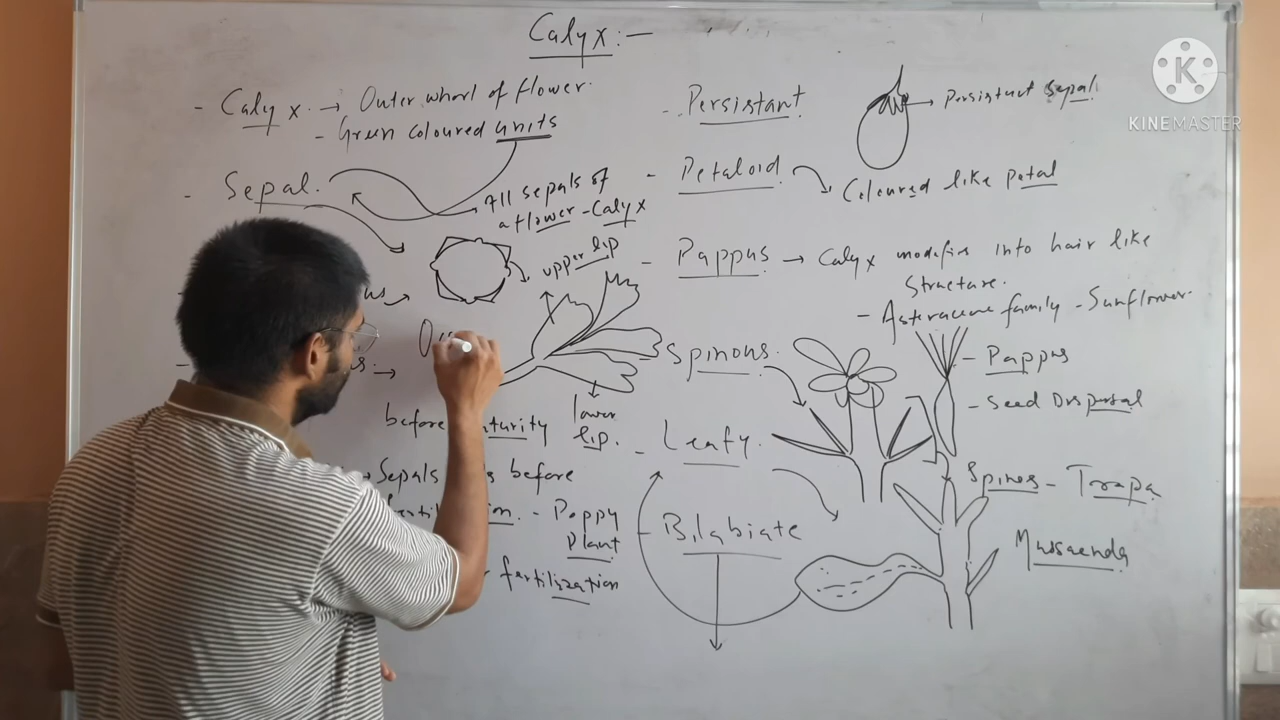 Calyx:-
- Calyx. → Outer whorl of flower.
- Green coloured units
- Sepal.
All sepals of
a flower - Calyx
upper lip
before
lower
lip.
Sepals before
- Poppy
Plant
fertilization
- Persistant
→ Persistent sepal
- Petaloid
Coloured like petal
- Pappus → Calyx modifies into hair like
Structure.
- Asteraceae family - Sunflower
Spinous.
- Pappus
- Seed Dispersal
- Leafy
Spines - Trapa
- Bilabiate
Mussaenda
K
KINEMASTER